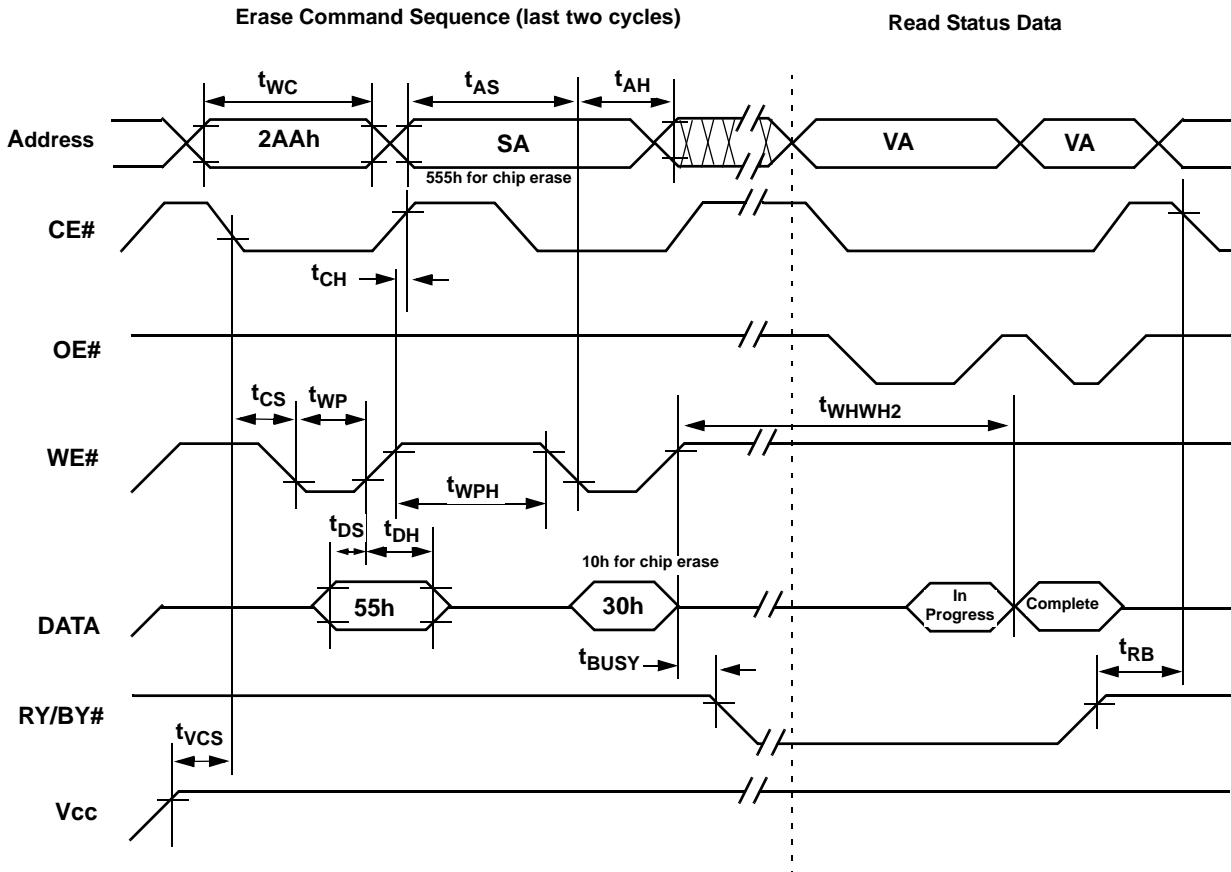 Erase Command Sequence (last two cycles)
Read Status Data
tWC
tAS
tAH
Address
2AAh
SA
VA
VA
555h for chip erase
CE#
tCH
OE#
tCS
tWP
tWHWH2
WE#
tWPH
tDS
tDH
10h for chip erase
DATA
55h
30h
In
Progress
Complete
tBUSY
tRB
RY/BY#
tVCS
Vcc